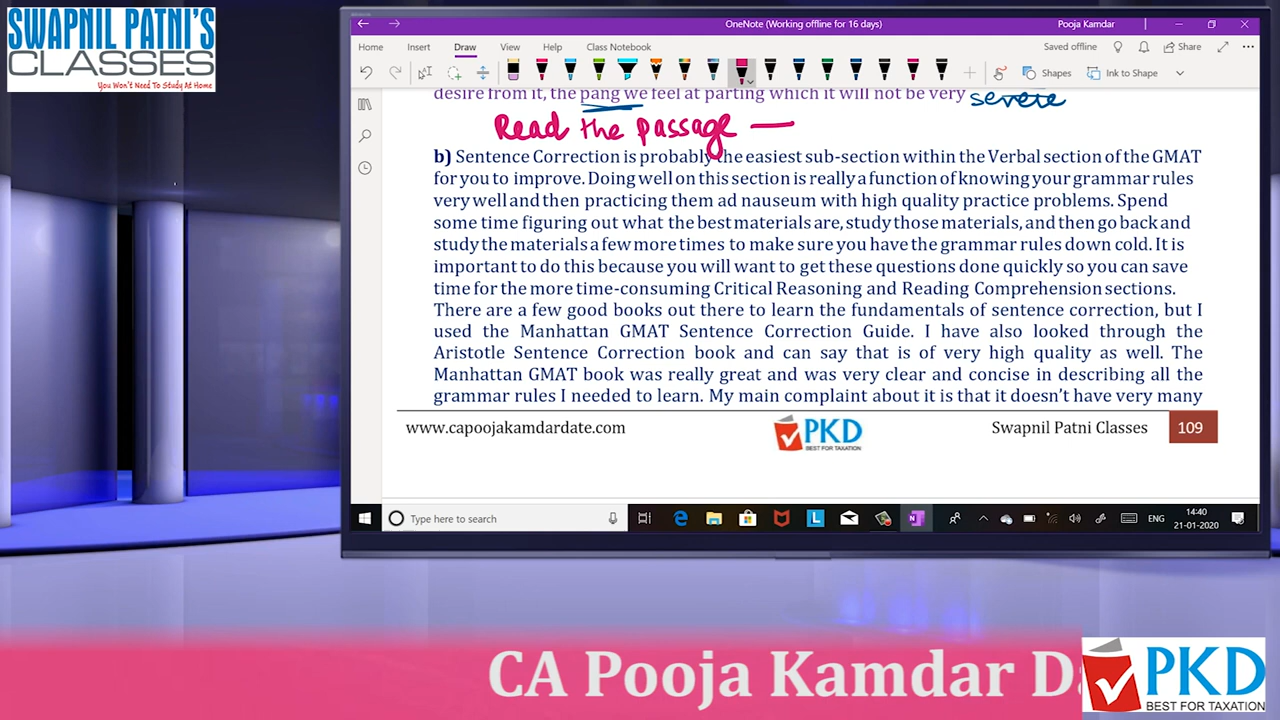 SWAPNIL PATNI'S
CLASSES
You Won't Need To Study At Home
OneNote (Working offline for 16 days)
Pooja Kamdar
Home Insert Draw View Help Class Notebook
Saved offline
Share
Shapes
Ink to Shape
desire from it, the pang we feel at parting which it will not be very severe
Read the passage —
b) Sentence Correction is probably the easiest sub-section within the Verbal section of the GMAT
for you to improve. Doing well on this section is really a function of knowing your grammar rules
very well and then practicing them ad nauseum with high quality practice problems. Spend
some time figuring out what the best materials are, study those materials, and then go back and
study the materials a few more times to make sure you have the grammar rules down cold. It is
important to do this because you will want to get these questions done quickly so you can save
time for the more time-consuming Critical Reasoning and Reading Comprehension sections.
There are a few good books out there to learn the fundamentals of sentence correction, but I
used the Manhattan GMAT Sentence Correction Guide. I have also looked through the
Aristotle Sentence Correction book and can say that is of very high quality as well. The
Manhattan GMAT book was really great and was very clear and concise in describing all the
grammar rules I needed to learn. My main complaint about it is that it doesn't have very many
www.capoojakamdardate.com
PKD
BEST FOR TAXATION
Swapnil Patni Classes
109
Type here to search
L
N
ENG
14:40
21-01-2020
CA Pooja Kamdar Da
PKD
BEST FOR TAXATION